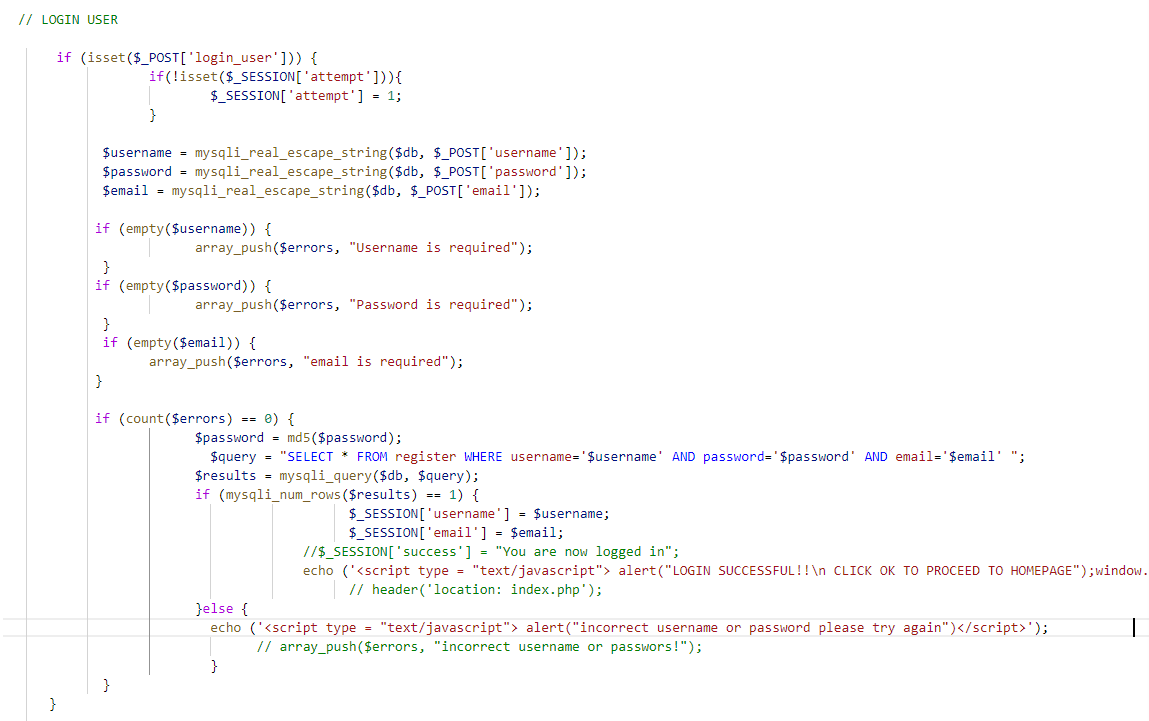 // LOGIN USER
if (isset($_POST['login_user'])) {
if(!isset($_SESSION['attempt'])){
$_SESSION['attempt'] = 1;
}
$username = mysqli_real_escape_string($db, $_POST['username']);
$password = mysqli_real_escape_string($db, $_POST['password']);
$email = mysqli_real_escape_string($db, $_POST['email']);
if (empty($username)) {
array_push($errors, "Username is required");
}
if (empty($password)) {
array_push($errors, "Password is required");
}
if (empty($email)) {
array_push($errors, "email is required");
}
if (count($errors) == 0) {
$password = md5($password);
$query = "SELECT * FROM register WHERE username='$username' AND password='$password' AND email='$email' ";
$results = mysqli_query($db, $query);
if (mysqli_num_rows($results) == 1) {
$_SESSION['username'] = $username;
$_SESSION['email'] = $email;
//$_SESSION['success'] = "You are now logged in";
echo ('<script type = "text/javascript"> alert("LOGIN SUCCESSFUL!!\n CLICK OK TO PROCEED TO HOMEPAGE");window.
// header('location: index.php');
}else {
echo ('<script type = "text/javascript"> alert("incorrect username or password please try again")</script>');
// array_push($errors, "incorrect username or passwors!");
}
}
}